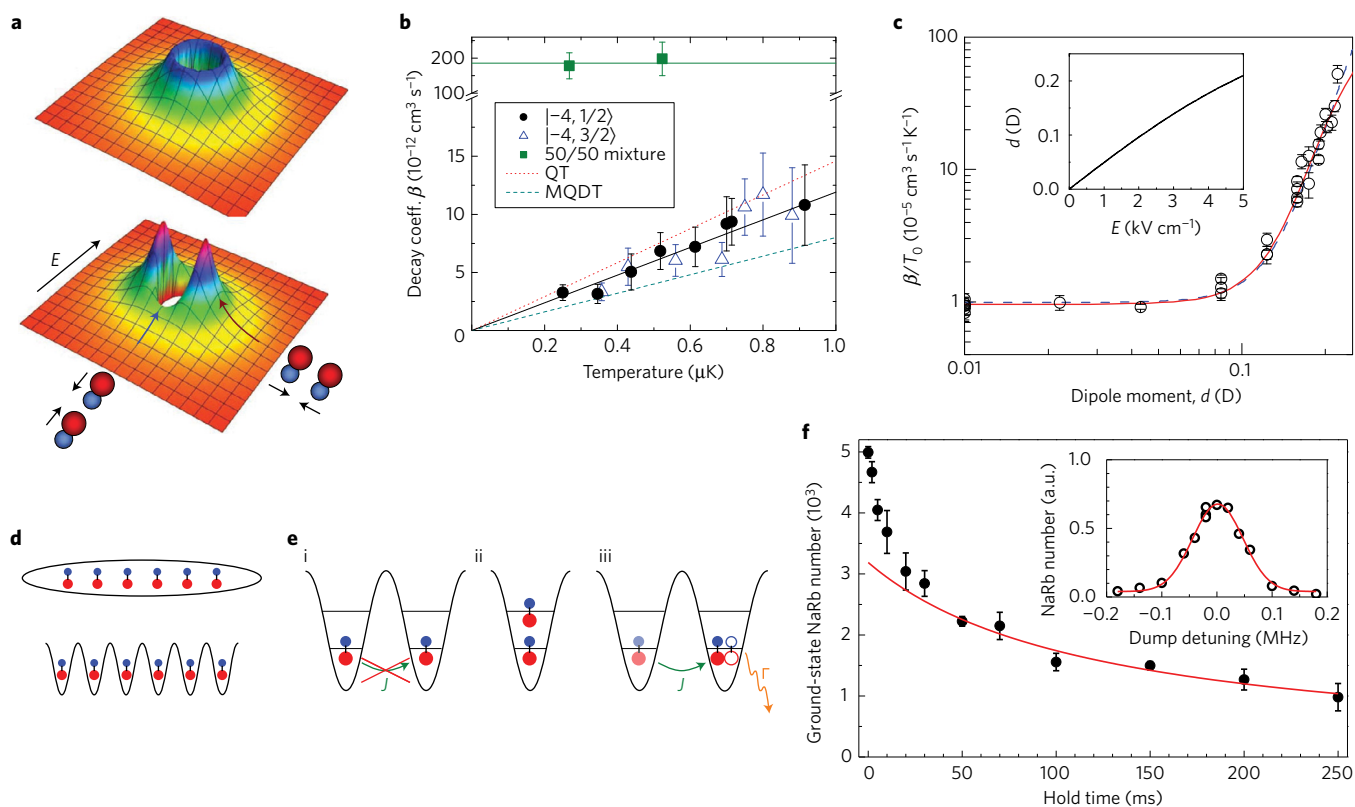 a
E
b
Decay coeff. β (10⁻¹² cm³ s⁻¹)
200
100
15
10
5
0
|−4, 1/2⟩
|−4, 3/2⟩
50/50 mixture
QT
MQDT
0.2
0.4
0.6
0.8
1.0
Temperature (μK)
c
β/T₀ (10⁻⁵ cm³ s⁻¹ K⁻¹)
100
10
1
0.01
0.1
Dipole moment, d (D)
d (D)
0.2
0.1
0.0
0
1
2
3
4
5
E (kV cm⁻¹)
d
e
i
ii
iii
J
J
Γ
f
Ground-state NaRb number (10³)
5
4
3
2
1
0
0
50
100
150
200
250
Hold time (ms)
NaRb number (a.u.)
1.0
0.5
0.0
−0.2
−0.1
0.0
0.1
0.2
Dump detuning (MHz)